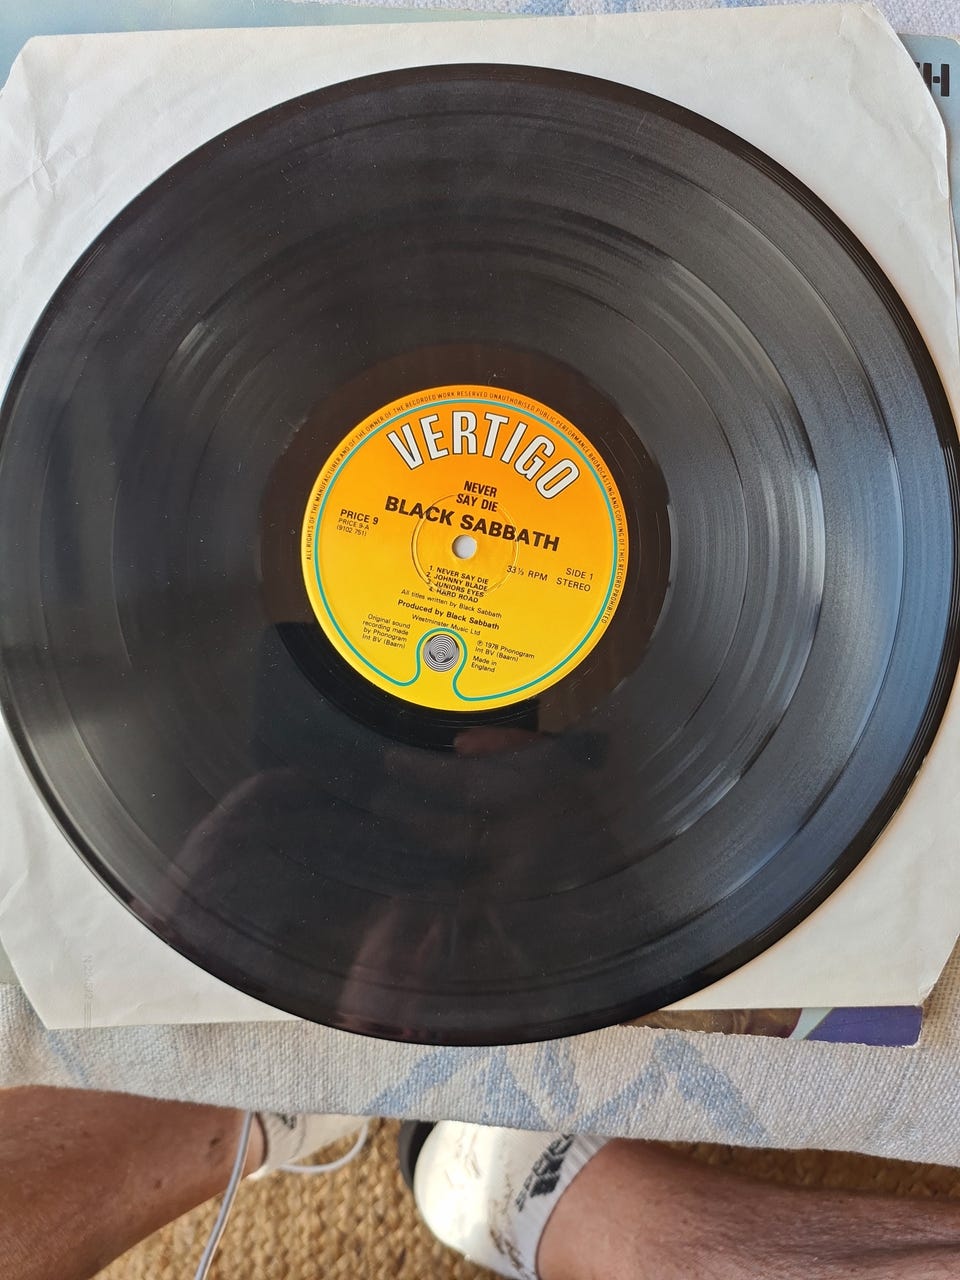 H
ALL RIGHTS OF THE MANUFACTURER AND OF THE OWNER OF THE RECORDED WORK RESERVED UNAUTHORISED PUBLIC PERFORMANCE BROADCASTING AND COPYING OF THIS RECORD PROHIBITED
VERTIGO
NEVER
SAY DIE
BLACK SABBATH
PRICE 9
PRICE 9-A
(9102 751)
33⅓ RPM
SIDE 1
STEREO
1. NEVER SAY DIE
2. JOHNNY BLADE
3. JUNIORS EYES
4. HARD ROAD
All titles written by Black Sabbath
Produced by Black Sabbath
Westminster Music Ltd
Original sound
recording made
by Phonogram
Int BV (Baarn)
℗ 1978 Phonogram
Int BV (Baarn)
Made in
England